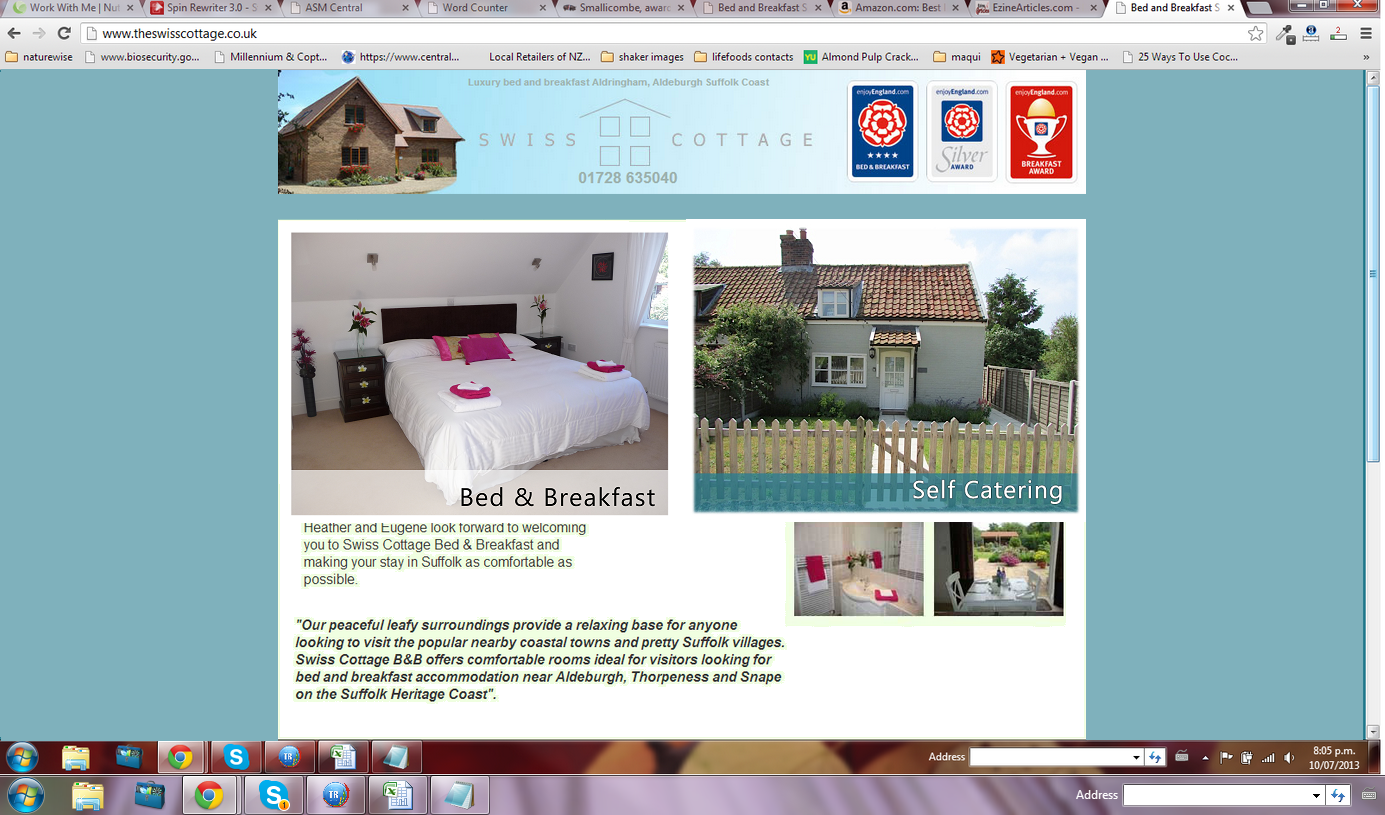 Work With Me | Nut
Spin Rewriter 3.0 - S
ASM Central
Word Counter
Smallicombe, awar
Bed and Breakfast S
Amazon.com: Best
EzineArticles.com -
Bed and Breakfast S
www.theswisscottage.co.uk
2
naturewise
www.biosecurity.go...
Millennium & Copt...
https://www.central...
Local Retailers of NZ...
shaker images
lifefoods contacts
YU Almond Pulp Crack...
maqui
Vegetarian + Vegan ...
25 Ways To Use Coc...
»
Luxury bed and breakfast Aldringham, Aldeburgh Suffolk Coast
SWISS COTTAGE
01728 635040
enjoyEngland.com
BED & BREAKFAST
enjoyEngland.com
Silver
AWARD
enjoyEngland.com
BREAKFAST
AWARD
Bed & Breakfast
Self Catering
Heather and Eugene look forward to welcoming
you to Swiss Cottage Bed & Breakfast and
making your stay in Suffolk as comfortable as
possible.
"Our peaceful leafy surroundings provide a relaxing base for anyone
looking to visit the popular nearby coastal towns and pretty Suffolk villages.
Swiss Cottage B&B offers comfortable rooms ideal for visitors looking for
bed and breakfast accommodation near Aldeburgh, Thorpeness and Snape
on the Suffolk Heritage Coast".
TR
Address
8:05 p.m.
10/07/2013
1
TR
Address